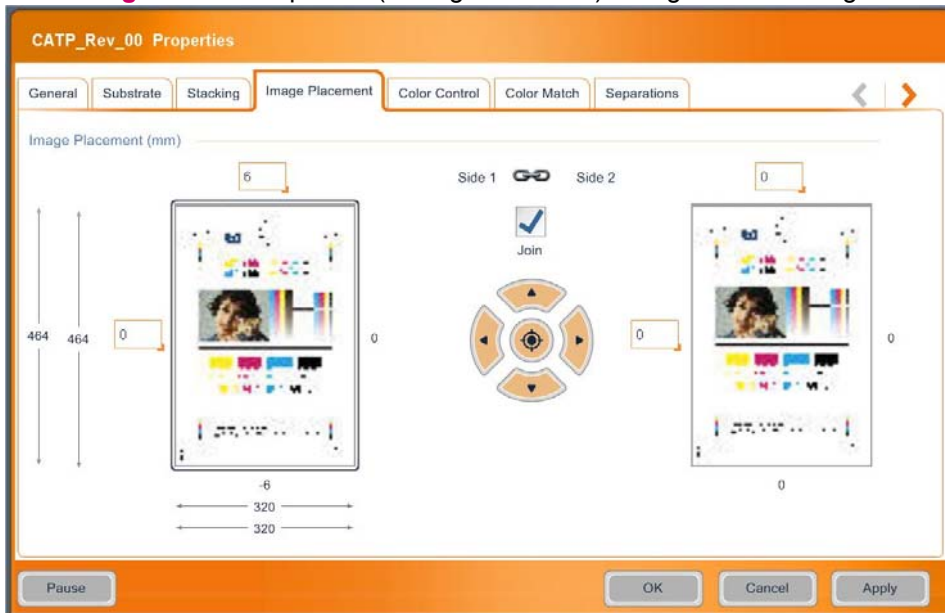 CATP_Rev_00 Properties
General Substrate Stacking Image Placement Color Control Color Match Separations
Image Placement (mm)
6 Side 1 Side 2 0
Join
464 464 0 0 0 0
-6 0
320
320
Pause OK Cancel Apply